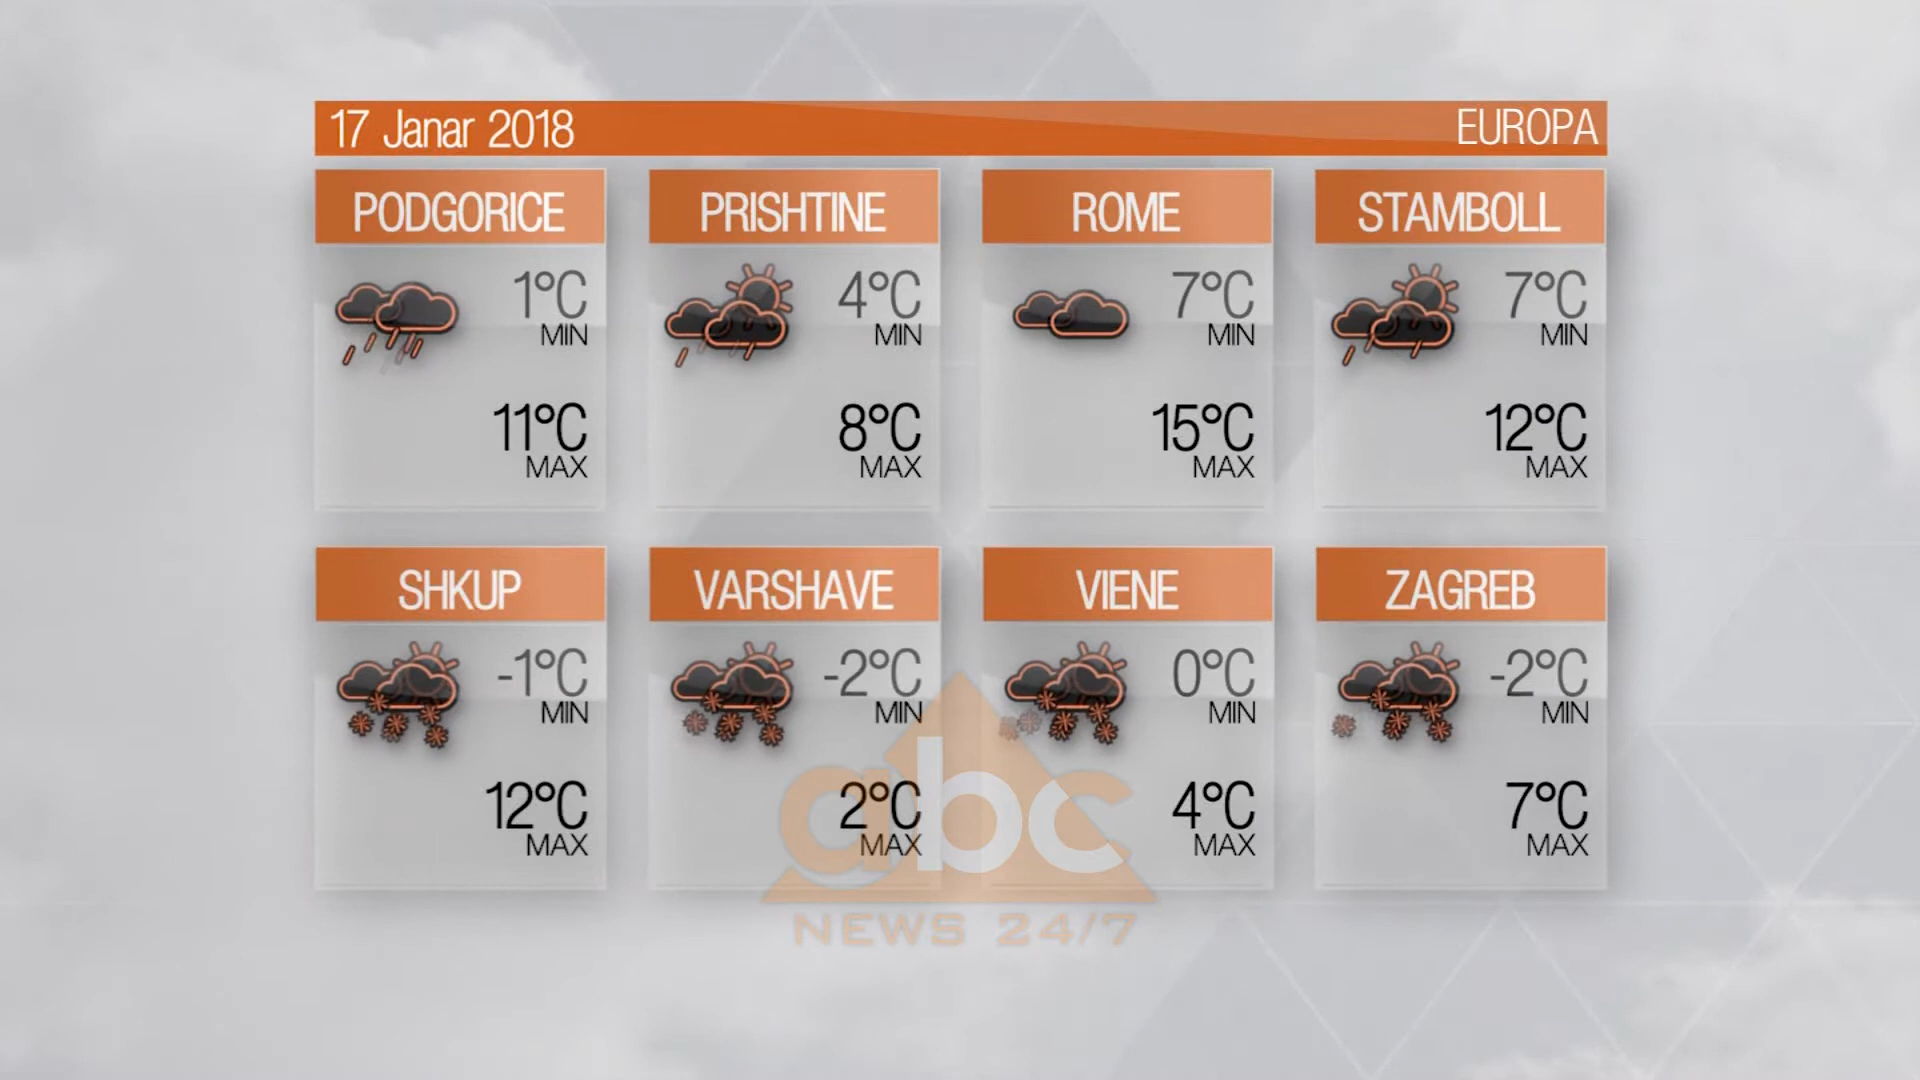 17 Janar 2018
EUROPA
PODGORICE
1°C
MIN
11°C
MAX
PRISHTINE
4°C
MIN
8°C
MAX
ROME
7°C
MIN
15°C
MAX
STAMBOLL
7°C
MIN
12°C
MAX
SHKUP
-1°C
MIN
12°C
MAX
VARSHAVE
-2°C
MIN
2°C
MAX
VIENE
0°C
MIN
4°C
MAX
ZAGREB
-2°C
MIN
7°C
MAX
abc
NEWS 24/7